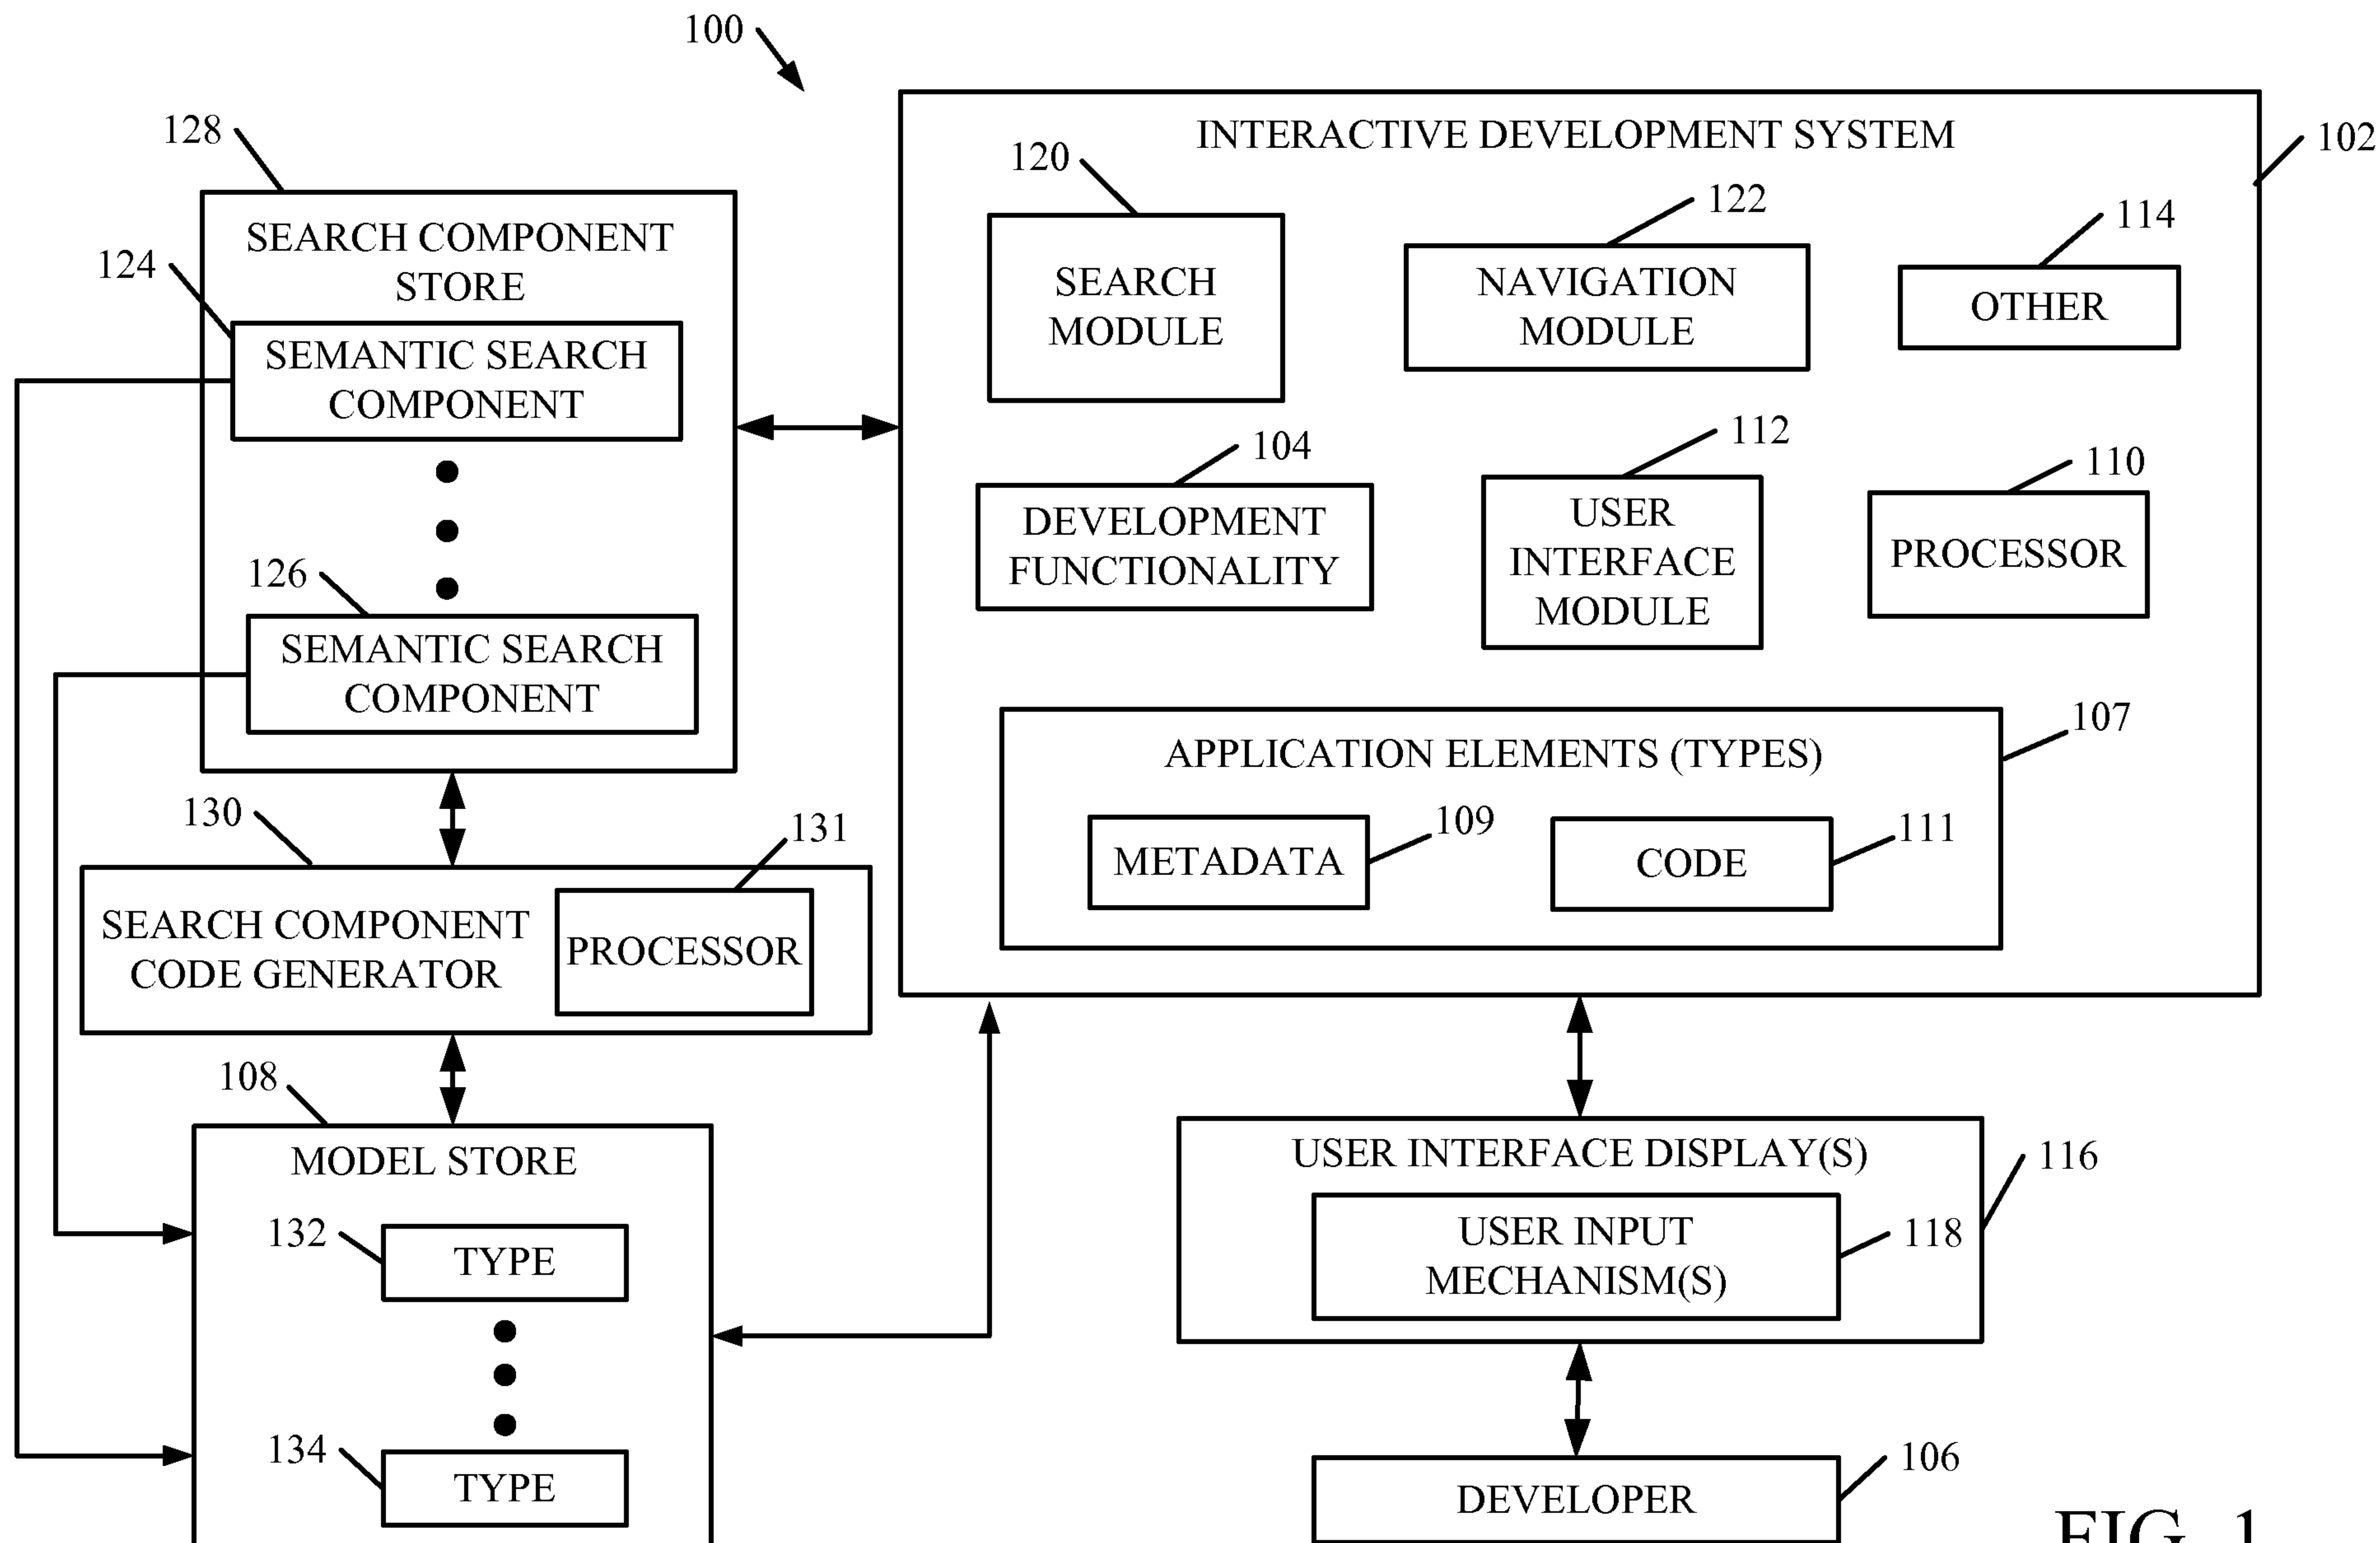 100
128
INTERACTIVE DEVELOPMENT SYSTEM
102
120
122
114
SEARCH COMPONENT
STORE
124
SEARCH
MODULE
NAVIGATION
MODULE
OTHER
SEMANTIC SEARCH
COMPONENT
104
112
110
DEVELOPMENT
FUNCTIONALITY
USER
INTERFACE
MODULE
PROCESSOR
126
SEMANTIC SEARCH
COMPONENT
107
APPLICATION ELEMENTS (TYPES)
METADATA
109
CODE
111
130
131
SEARCH COMPONENT
CODE GENERATOR
PROCESSOR
108
MODEL STORE
132
TYPE
134
TYPE
USER INTERFACE DISPLAY(S)
116
USER INPUT
MECHANISM(S)
118
106
DEVELOPER
FIG. 1